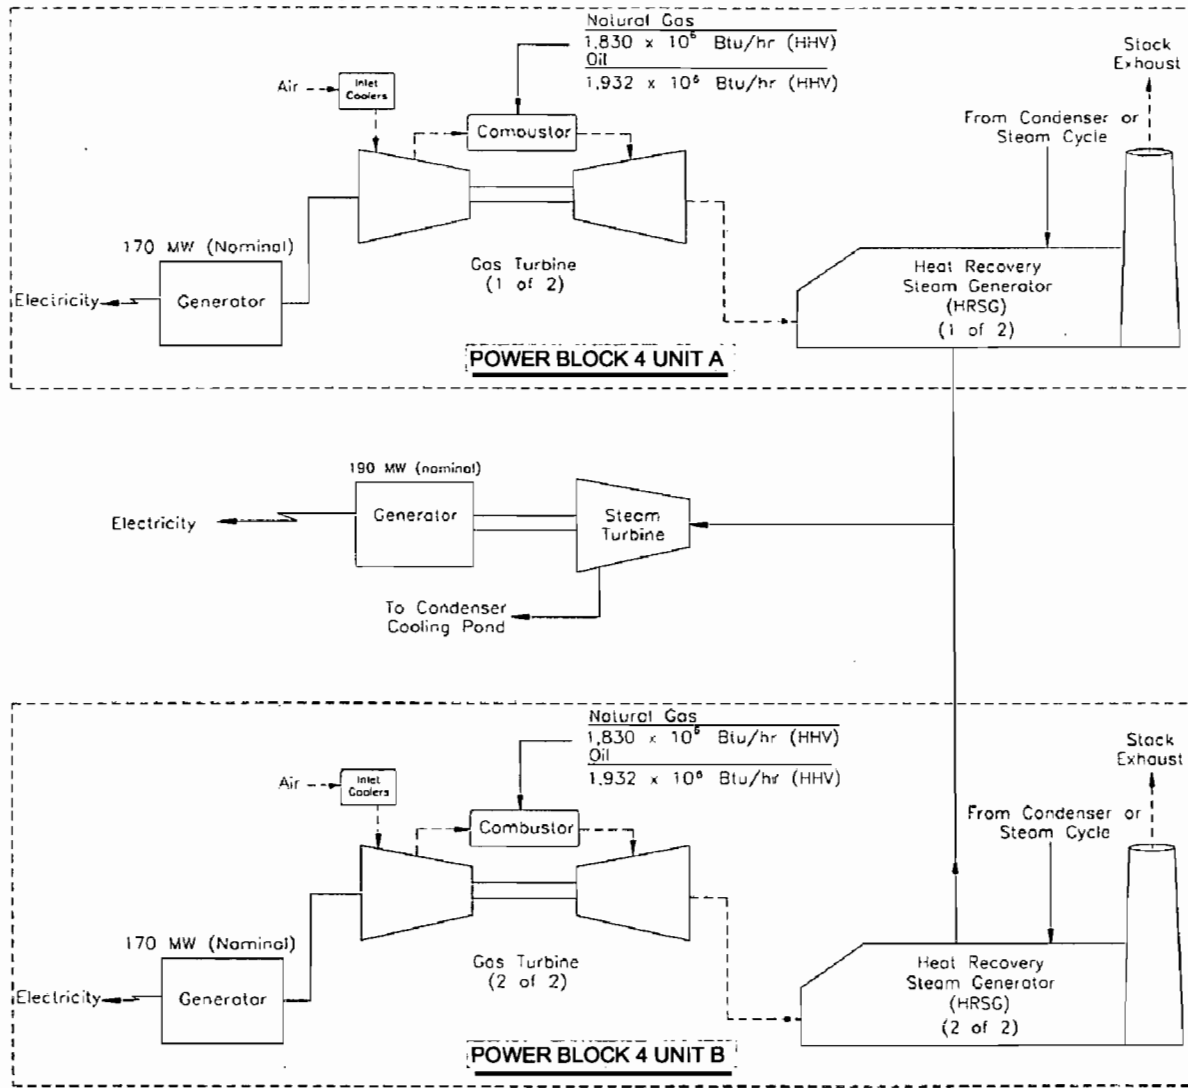 Natural Gas
1,830 x 10⁶ Btu/hr (HHV)
Oil
1,932 x 10⁶ Btu/hr (HHV)
Stack
Exhaust
Air
Inlet
Coolers
Combustor
From Condenser or
Steam Cycle
170 MW (Nominal)
Gas Turbine
(1 of 2)
Heat Recovery
Steam Generator
(HRSG)
(1 of 2)
Electricity
Generator
POWER BLOCK 4 UNIT A
190 MW (nominal)
Electricity
Generator
Steam
Turbine
To Condenser
Cooling Pond
Natural Gas
1,830 x 10⁶ Btu/hr (HHV)
Oil
1,932 x 10⁶ Btu/hr (HHV)
Stack
Exhaust
Air
Inlet
Coolers
Combustor
From Condenser or
Steam Cycle
170 MW (Nominal)
Gas Turbine
(2 of 2)
Heat Recovery
Steam Generator
(HRSG)
(2 of 2)
Electricity
Generator
POWER BLOCK 4 UNIT B